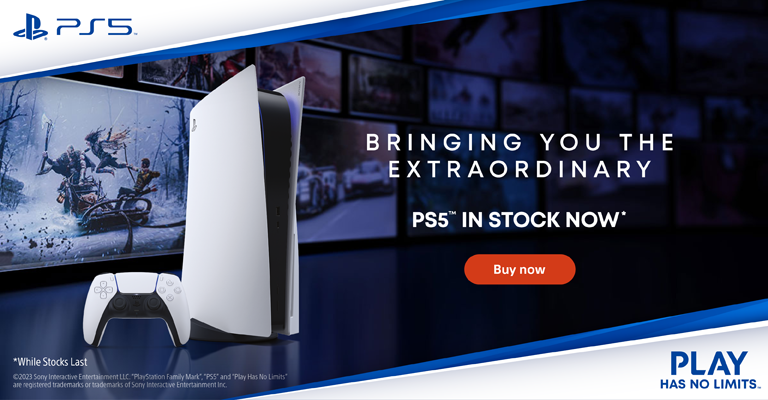 PS5™
BRINGING YOU THE
EXTRAORDINARY
PS5™ IN STOCK NOW*
Buy now
*While Stocks Last
©2023 Sony Interactive Entertainment LLC. "PlayStation Family Mark", "PS5" and "Play Has No Limits"
are registered trademarks or trademarks of Sony Interactive Entertainment Inc.
PLAY
HAS NO LIMITS™